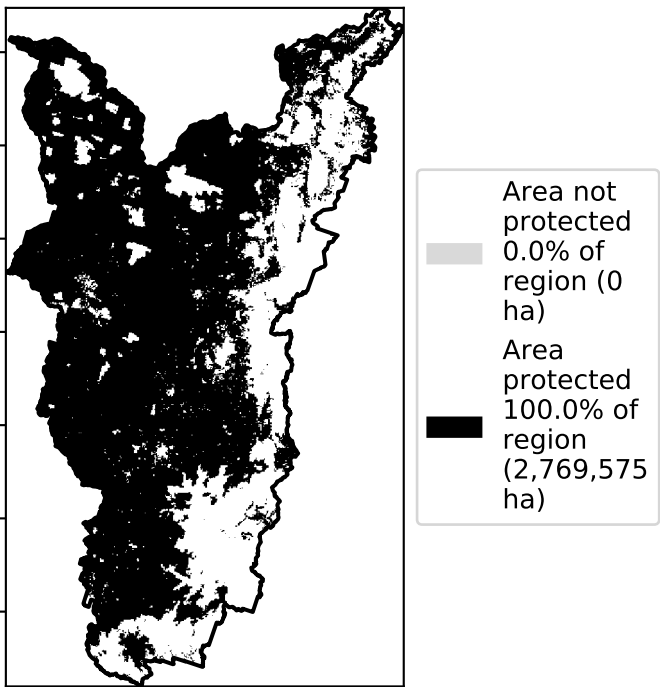 Area not
protected
0.0% of
region (0
ha)
Area
protected
100.0% of
region
(2,769,575
ha)